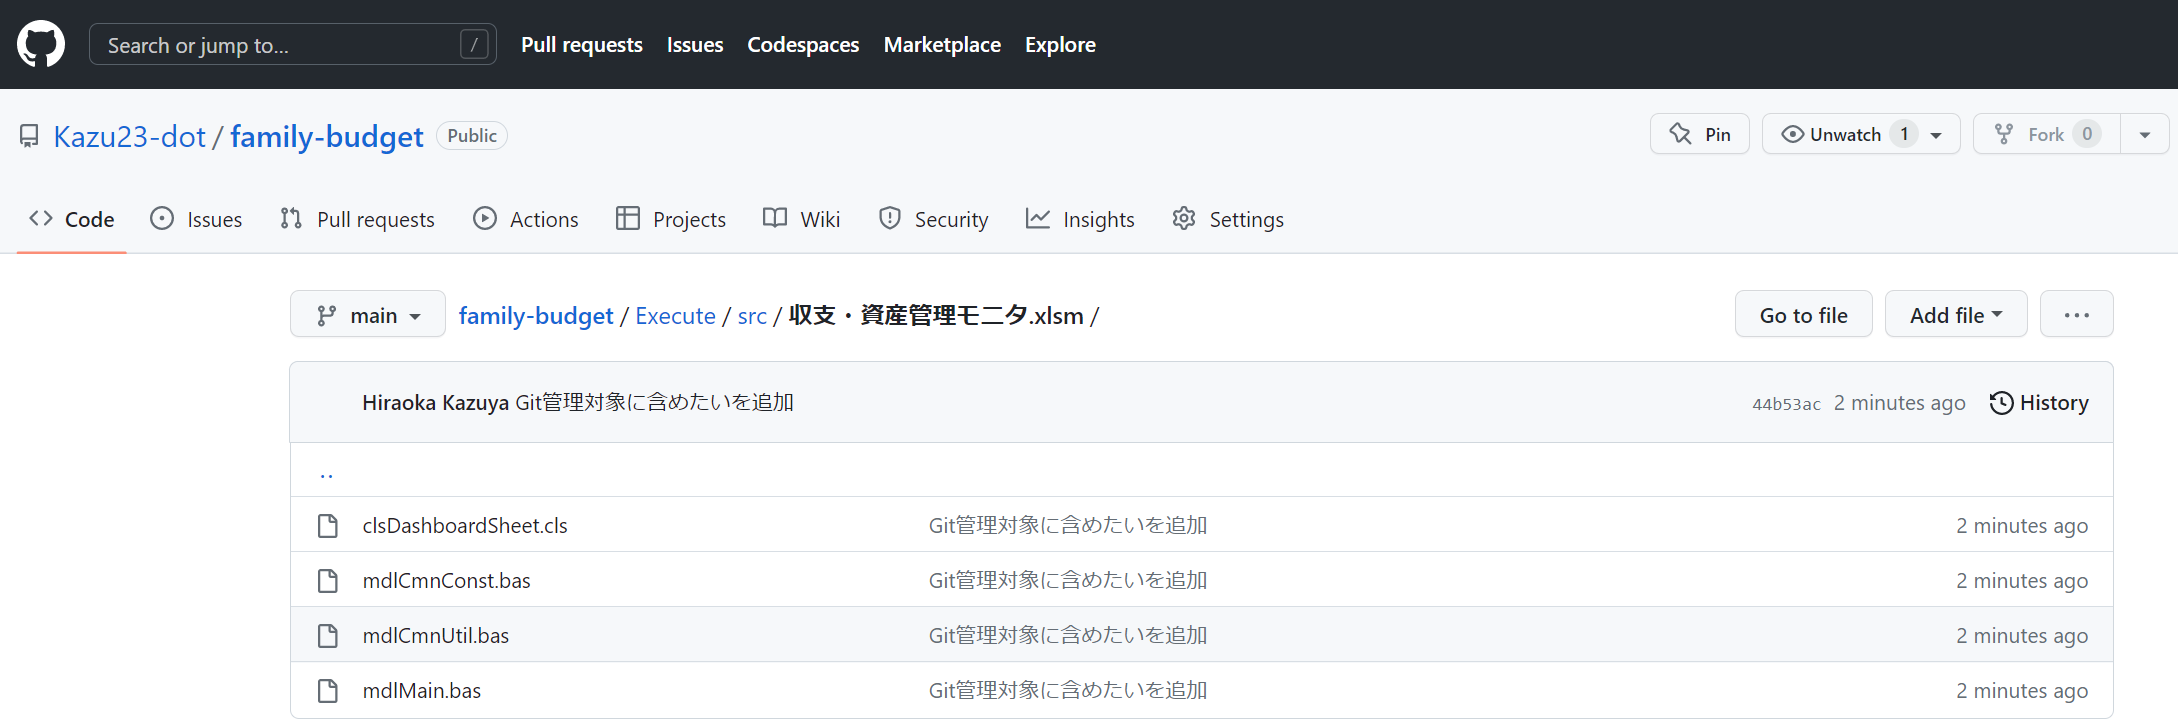 Search or jump to... / Pull requests Issues Codespaces Marketplace Explore
Kazu23-dot / family-budget Public Pin Unwatch 1 Fork 0
Code Issues Pull requests Actions Projects Wiki Security Insights Settings
main family-budget / Execute / src / 収支・資産管理モニタ.xlsm / Go to file Add file ...
Hiraoka Kazuya Git管理対象に含めたいを追加 44b53ac 2 minutes ago History
..
clsDashboardSheet.cls Git管理対象に含めたいを追加 2 minutes ago
mdlCmnConst.bas Git管理対象に含めたいを追加 2 minutes ago
mdlCmnUtil.bas Git管理対象に含めたいを追加 2 minutes ago
mdlMain.bas Git管理対象に含めたいを追加 2 minutes ago